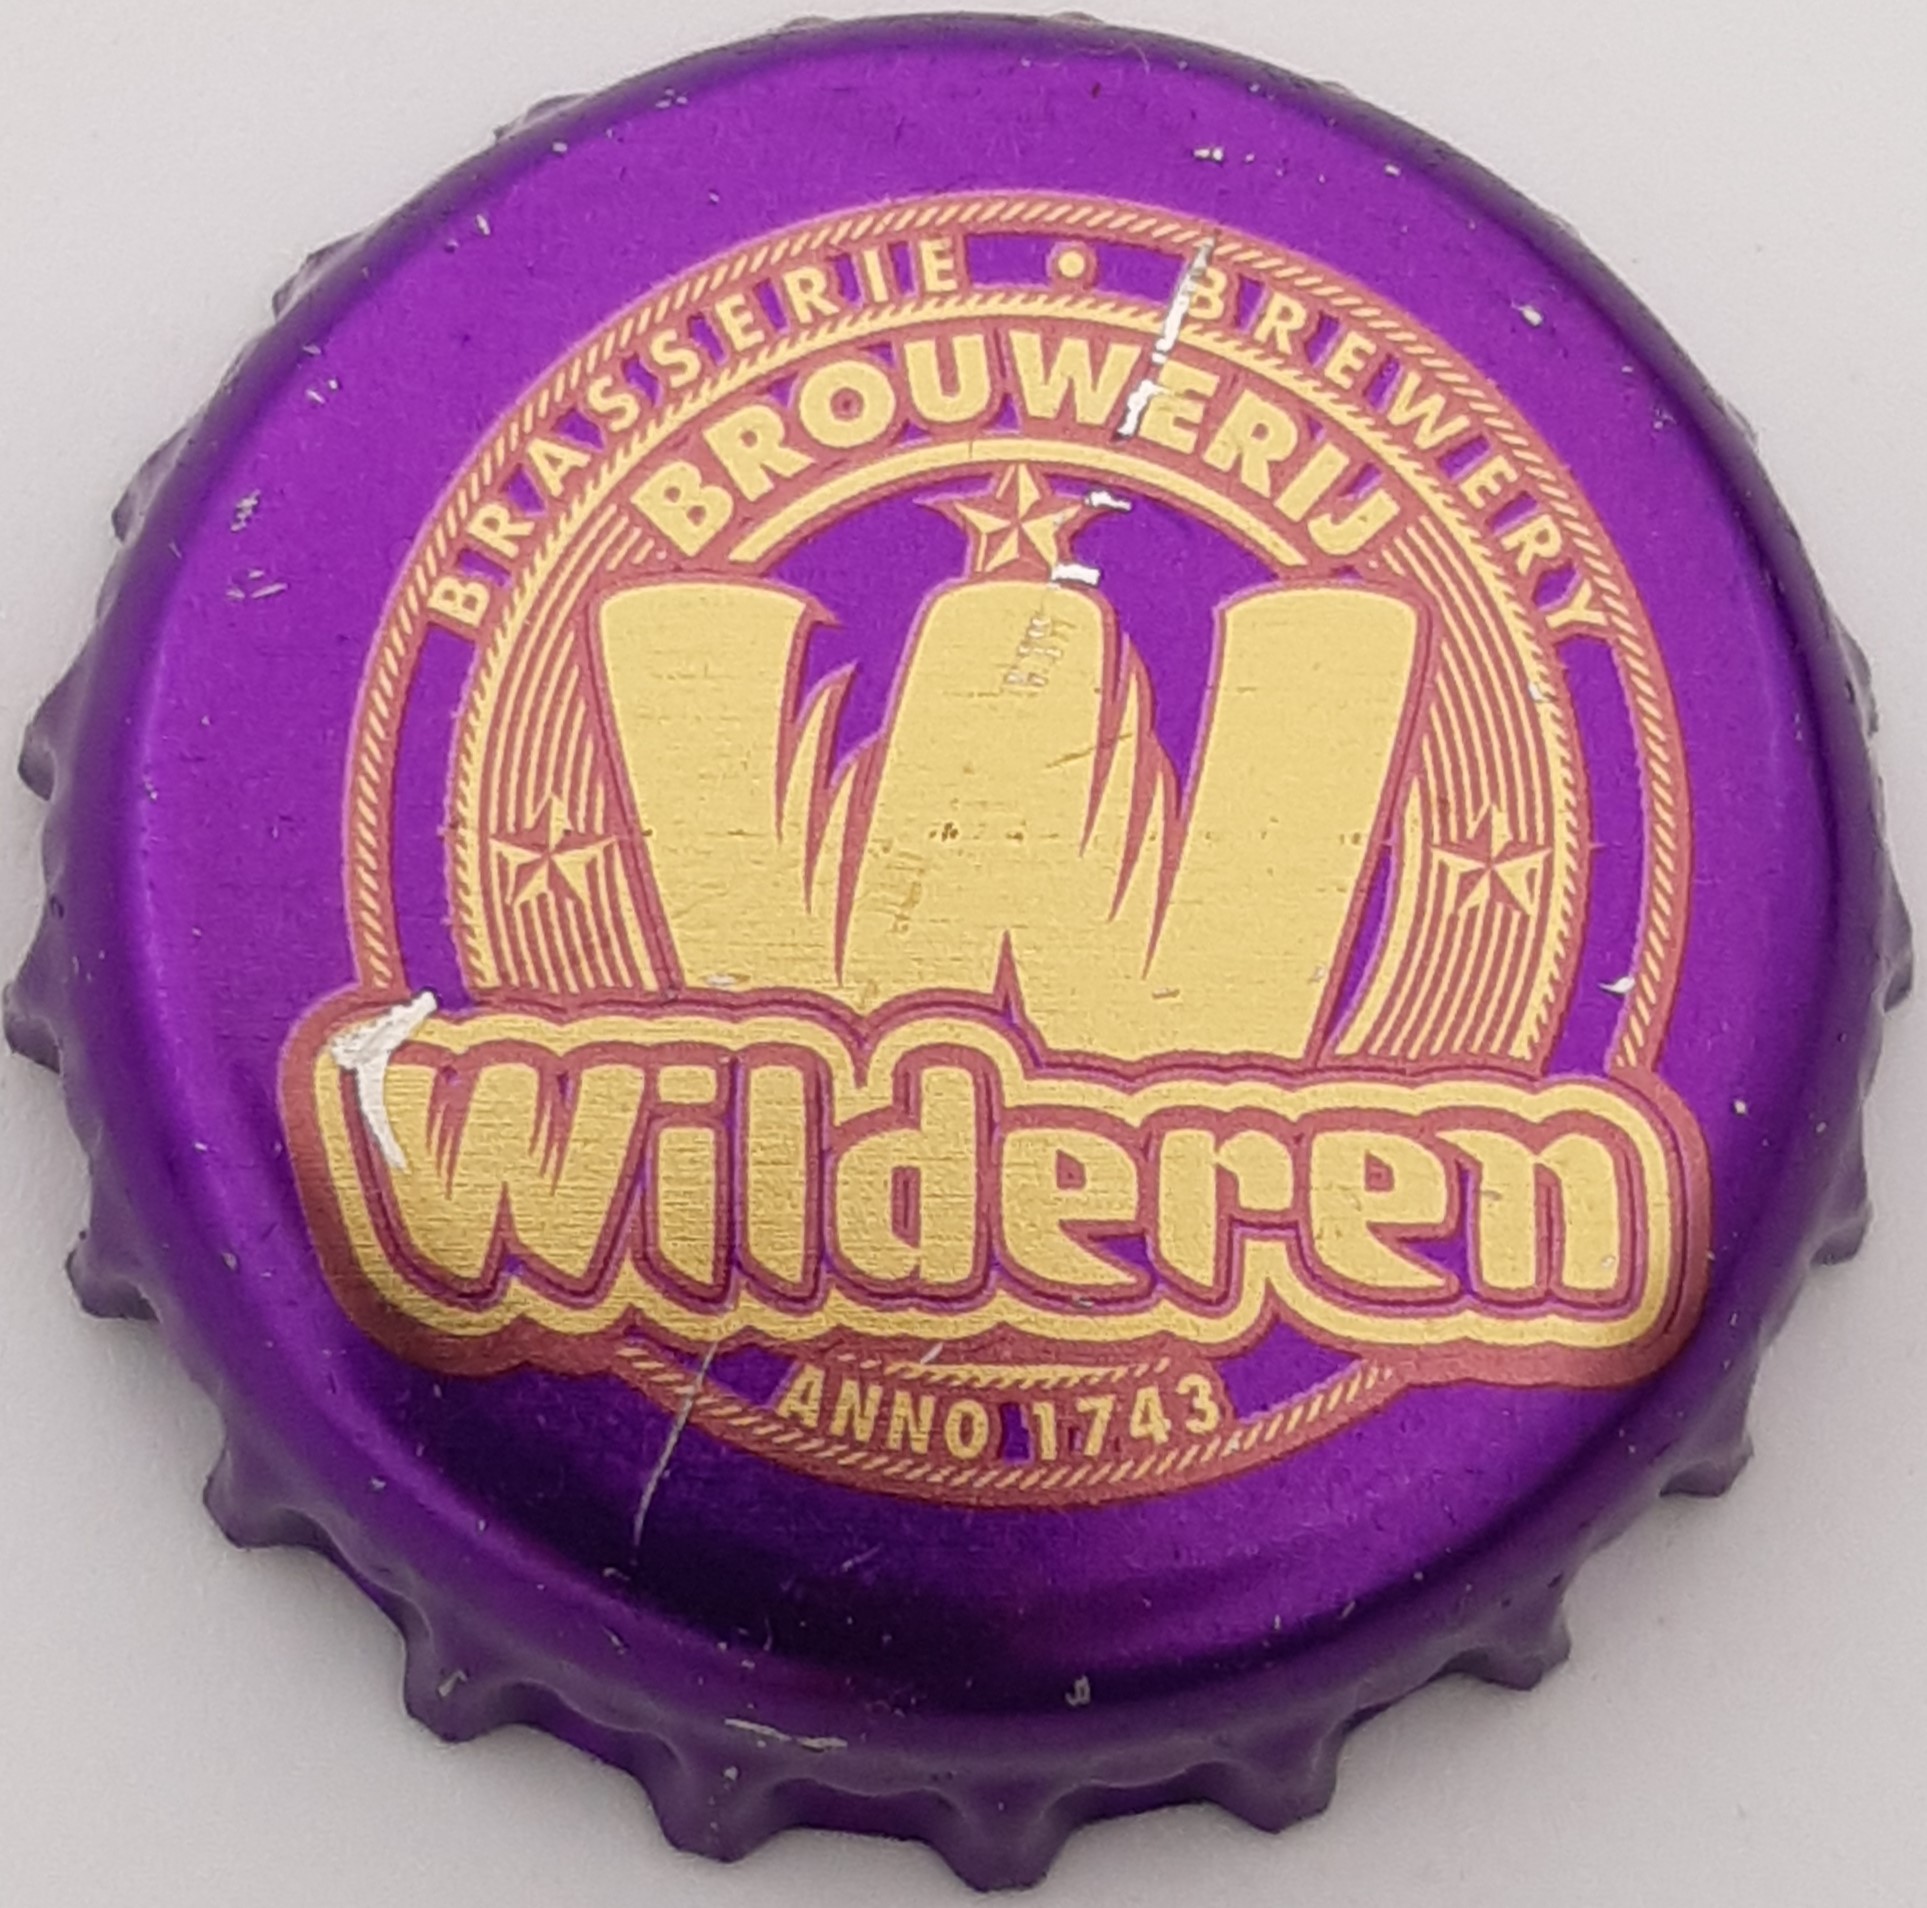 BRASSERIE • BREWERY
BROUWERIJ
W
Wilderen
ANNO 1743